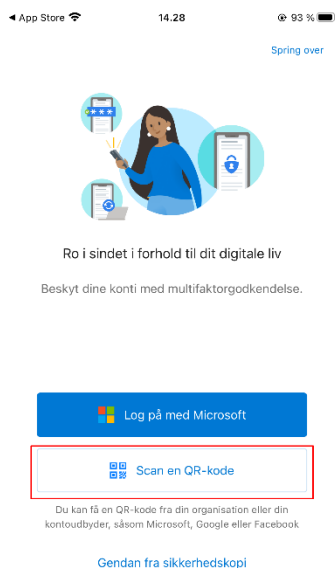 App Store 14.28 93 %
Spring over
Ro i sindet i forhold til dit digitale liv
Beskyt dine konti med multifaktorgodkendelse.
Log på med Microsoft
Scan en QR-kode
Du kan få en QR-kode fra din organisation eller din
kontoudbyder, såsom Microsoft, Google eller Facebook
Gendan fra sikkerhedskopi